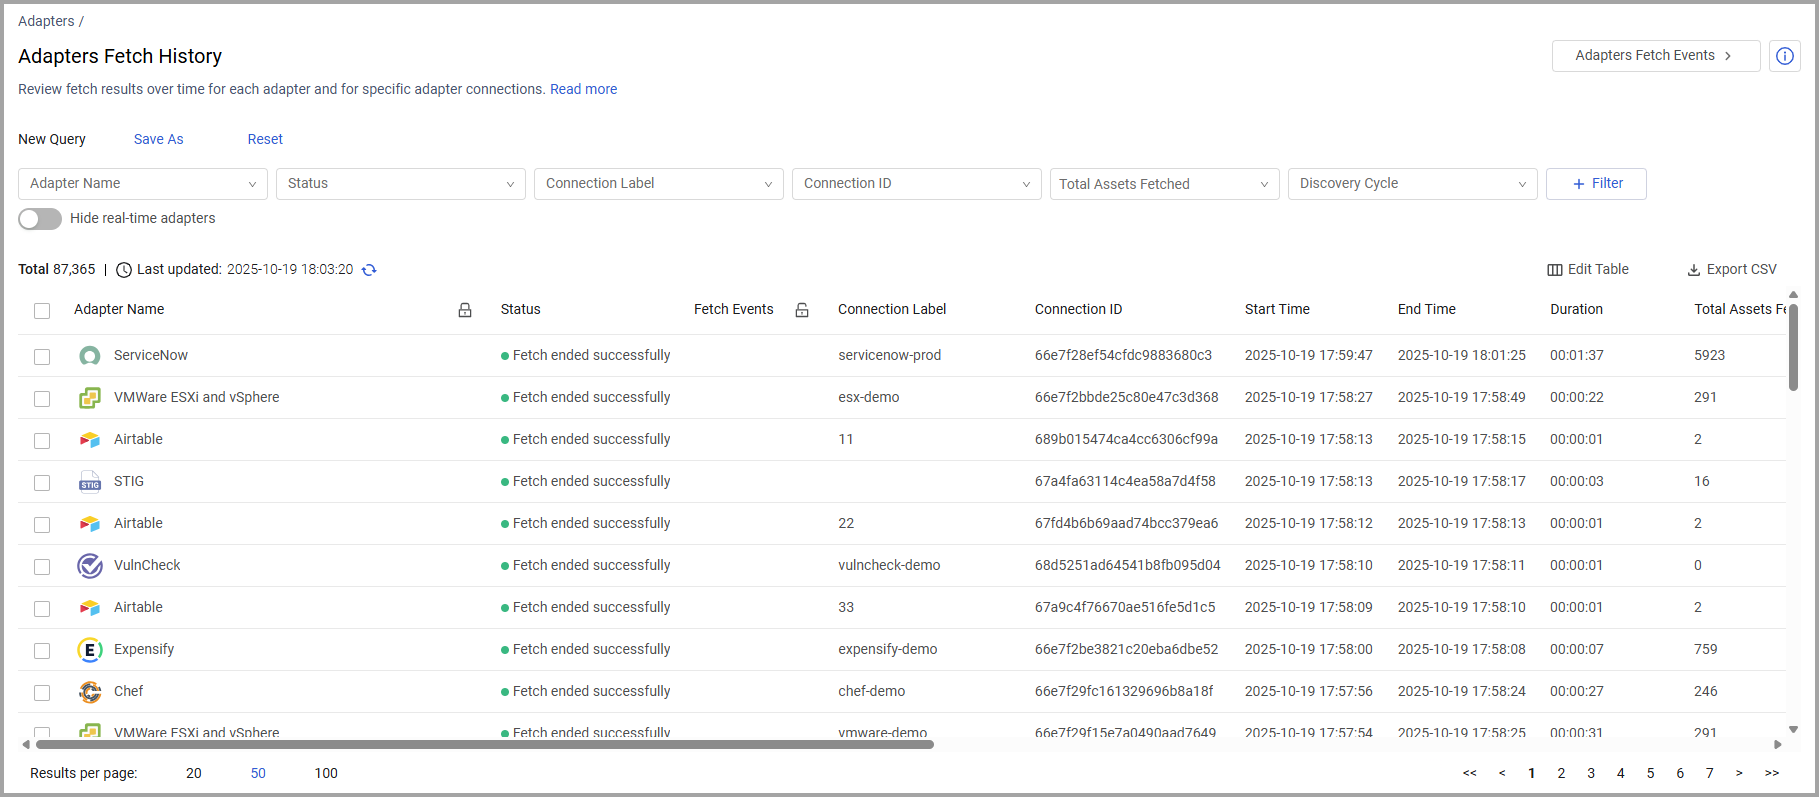 Adapters /
Adapters Fetch History
Adapters Fetch Events >
Review fetch results over time for each adapter and for specific adapter connections. Read more
New Query Save As Reset
Adapter Name Status Connection Label Connection ID Total Assets Fetched Discovery Cycle + Filter
Hide real-time adapters
Total 87,365 | Last updated: 2025-10-19 18:03:20 Edit Table Export CSV
Adapter Name Status Fetch Events Connection Label Connection ID Start Time End Time Duration Total Assets Fe
ServiceNow Fetch ended successfully servicenow-prod 66e7f28ef54cfdc9883680c3 2025-10-19 17:59:47 2025-10-19 18:01:25 00:01:37 5923
VMWare ESXi and vSphere Fetch ended successfully esx-demo 66e7f2bbde25c80e47c3d368 2025-10-19 17:58:27 2025-10-19 17:58:49 00:00:22 291
Airtable Fetch ended successfully 11 689b015474ca4cc6306cf99a 2025-10-19 17:58:13 2025-10-19 17:58:15 00:00:01 2
STIG STIG Fetch ended successfully 67a4fa63114c4ea58a7d4f58 2025-10-19 17:58:13 2025-10-19 17:58:17 00:00:03 16
Airtable Fetch ended successfully 22 67fd4b6b69aad74bcc379ea6 2025-10-19 17:58:12 2025-10-19 17:58:13 00:00:01 2
VulnCheck Fetch ended successfully vulncheck-demo 68d5251ad64541b8fb095d04 2025-10-19 17:58:10 2025-10-19 17:58:11 00:00:01 0
Airtable Fetch ended successfully 33 67a9c4f76670ae516fe5d1c5 2025-10-19 17:58:09 2025-10-19 17:58:10 00:00:01 2
E Expensify Fetch ended successfully expensify-demo 66e7f2be3821c20eba6dbe52 2025-10-19 17:58:00 2025-10-19 17:58:08 00:00:07 759
Chef Fetch ended successfully chef-demo 66e7f29fc161329696b8a18f 2025-10-19 17:57:56 2025-10-19 17:58:24 00:00:27 246
VMWare ESXi and vSphere Fetch ended successfully vmware-demo 66e7f29f15e7a0490aad7649 2025-10-19 17:57:54 2025-10-19 17:58:25 00:00:31 291
Results per page: 20 50 100 << < 1 2 3 4 5 6 7 > >>